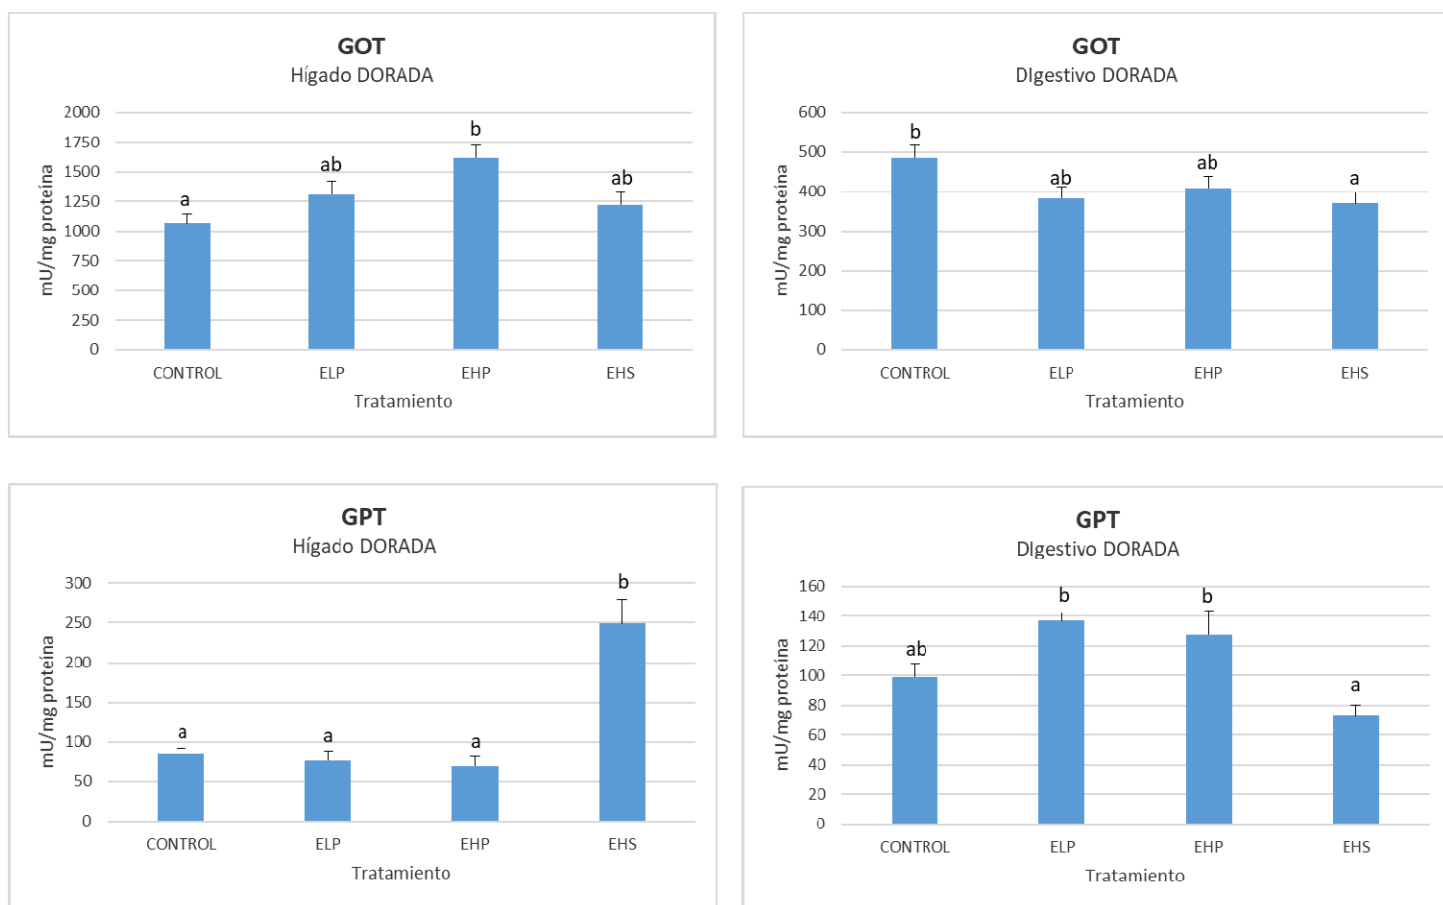 GOT
Hígado DORADA
2000
1750
1500
1250
1000
750
500
250
0
mU/mg proteína
a
ab
b
ab
CONTROL ELP EHP EHS
Tratamiento
GOT
DIgestivo DORADA
600
500
400
300
200
100
0
mU/mg proteína
b
ab
ab
a
CONTROL ELP EHP EHS
Tratamiento
GPT
Hígado DORADA
300
250
200
150
100
50
0
mU/mg proteína
a
a
a
b
CONTROL ELP EHP EHS
Tratamiento
GPT
DIgestivo DORADA
160
140
120
100
80
60
40
20
0
mU/mg proteína
ab
b
b
a
CONTROL ELP EHP EHS
Tratamiento